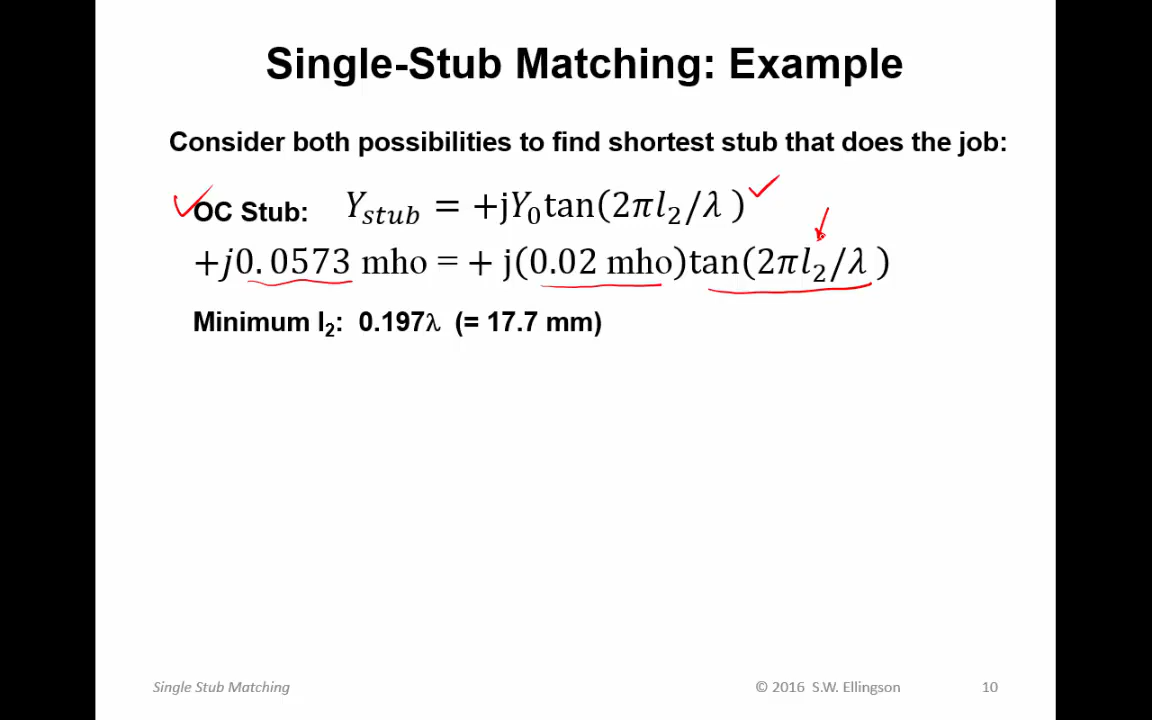 Single-Stub Matching: Example
Consider both possibilities to find shortest stub that does the job:
OC Stub: Y_stub = +jY_0tan(2πl_2/λ)
+j0.0573 mho = + j(0.02 mho)tan(2πl_2/λ)
Minimum l_2: 0.197λ (= 17.7 mm)
Single Stub Matching © 2016 S.W. Ellingson 10